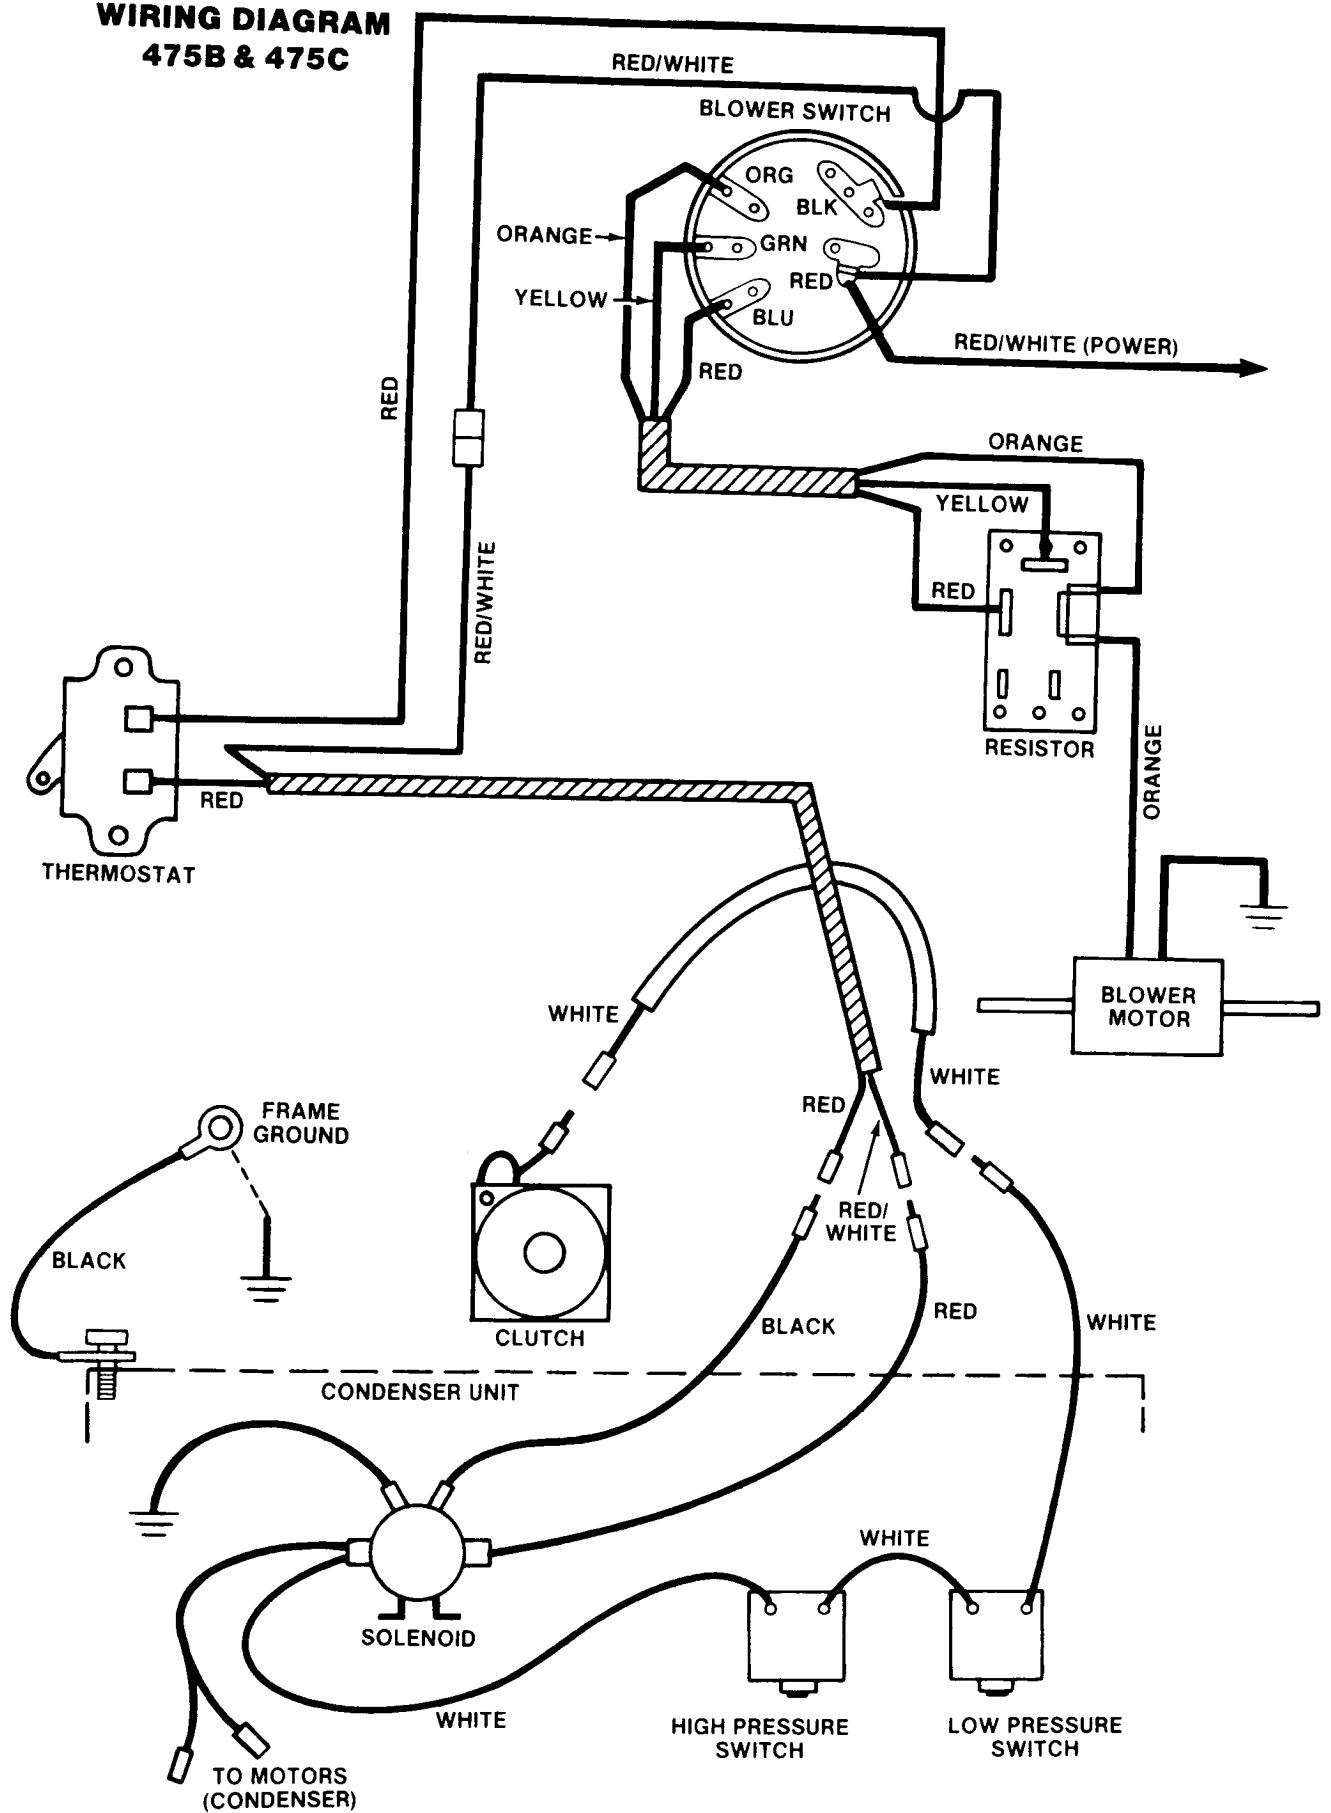 WIRING DIAGRAM
475B & 475C
RED/WHITE
BLOWER SWITCH
ORG
BLK
ORANGE
GRN
YELLOW
RED
BLU
RED/WHITE (POWER)
RED
RED
ORANGE
YELLOW
RED/WHITE
RED
RESISTOR
ORANGE
RED
THERMOSTAT
BLOWER
MOTOR
WHITE
WHITE
RED
FRAME
GROUND
RED/
WHITE
BLACK
RED
BLACK
WHITE
CLUTCH
CONDENSER UNIT
WHITE
SOLENOID
WHITE
HIGH PRESSURE
SWITCH
LOW PRESSURE
SWITCH
TO MOTORS
(CONDENSER)